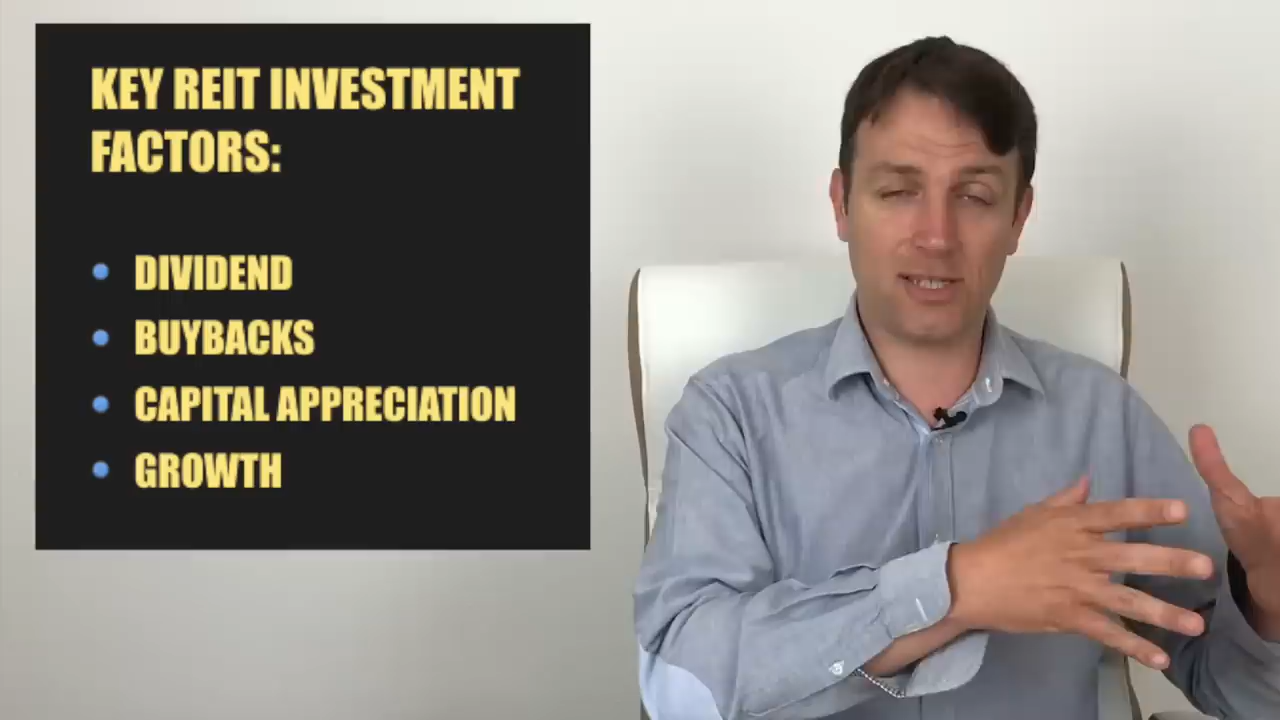 KEY REIT INVESTMENT
FACTORS:
DIVIDEND
BUYBACKS
CAPITAL APPRECIATION
GROWTH